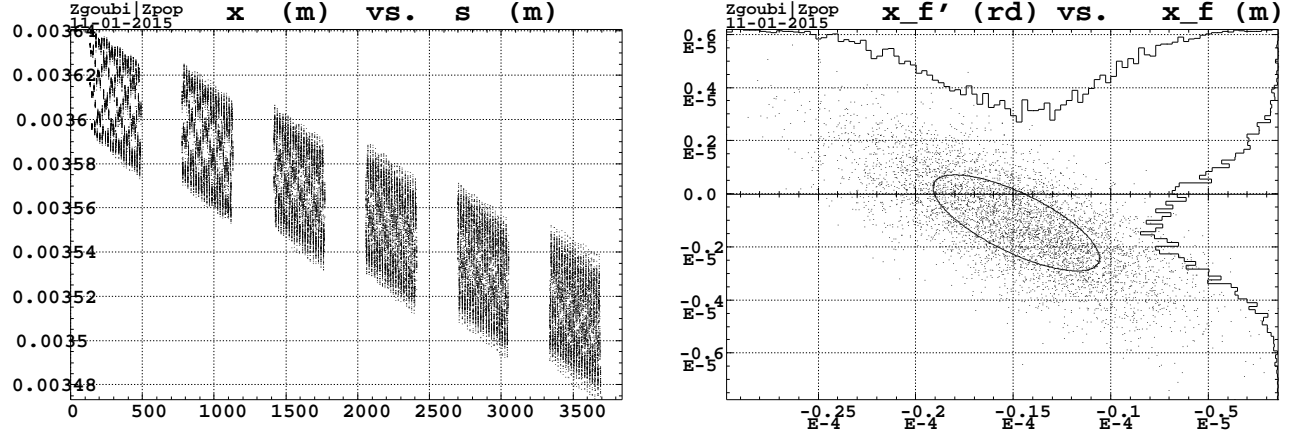 Zgoubi|Zpop
11-01-2015
x (m) vs. s (m)
0.00364
0.00362
0.0036
0.00358
0.00356
0.00354
0.00352
0.0035
0.00348
0 500 1000 1500 2000 2500 3000 3500
Zgoubi|Zpop
11-01-2015
x_f' (rd) vs. x_f (m)
0.6
E-5
0.4
E-5
0.2
E-5
0.0
-0.2
E-5
-0.4
E-5
-0.6
E-5
-0.25 -0.2 -0.15 -0.1 -0.5
E-4 E-4 E-4 E-4 E-5